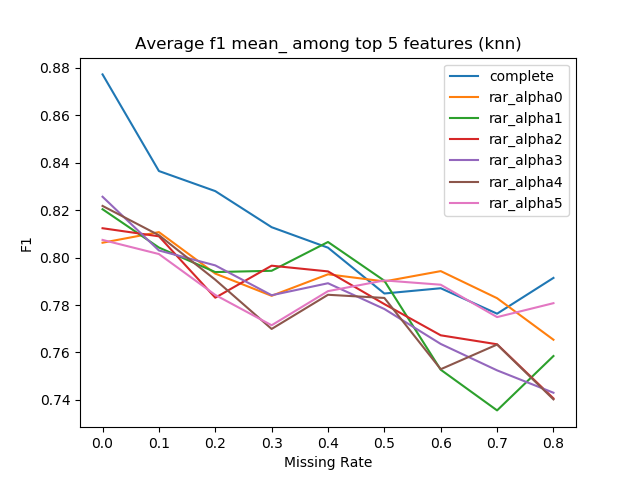 Average f1 mean_ among top 5 features (knn)
0.88
0.86
0.84
0.82
0.80
0.78
0.76
0.74
F1
complete
rar_alpha0
rar_alpha1
rar_alpha2
rar_alpha3
rar_alpha4
rar_alpha5
0.0 0.1 0.2 0.3 0.4 0.5 0.6 0.7 0.8
Missing Rate